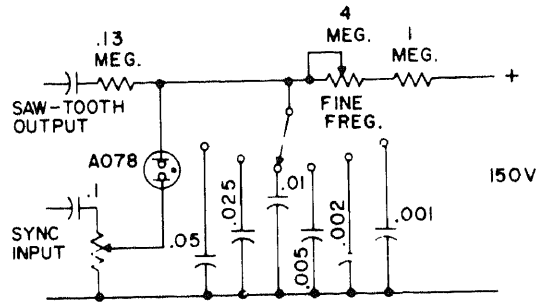 4
MEG.
1
MEG.
.13
MEG.
+
SAW-TOOTH
OUTPUT
FINE
FREG.
A078
150V
.1
SYNC
INPUT
.05
.025
.01
.005
.002
.001